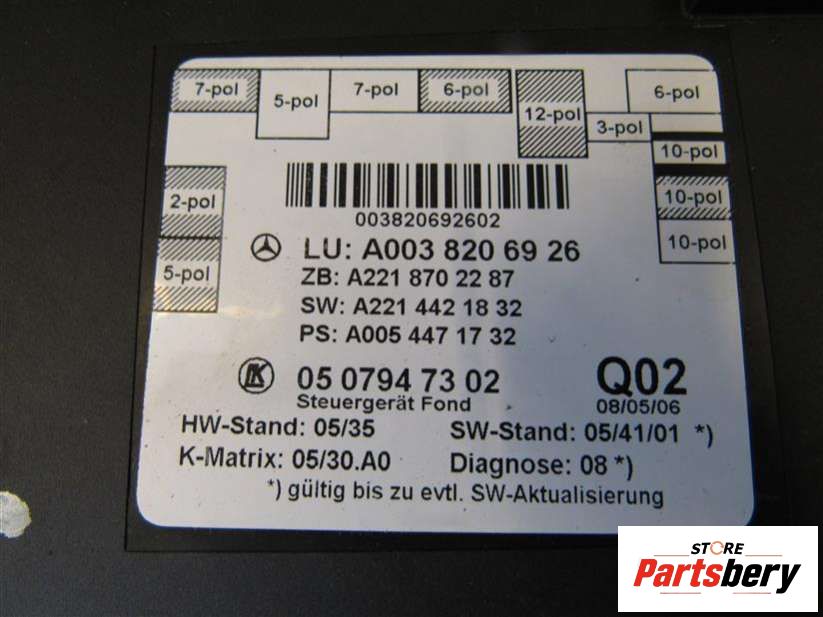 7-pol
5-pol
7-pol
6-pol
12-pol
3-pol
6-pol
10-pol
2-pol
10-pol
5-pol
10-pol
003820692602
LU: A003 820 69 26
ZB: A221 870 22 87
SW: A221 442 18 32
PS: A005 447 17 32
05 0794 73 02
Q02
Steuergerät Fond
08/05/06
HW-Stand: 05/35
SW-Stand: 05/41/01 *)
K-Matrix: 05/30.A0
Diagnose: 08 *)
*) gültig bis zu evtl. SW-Aktualisierung
STORE
Partsbery